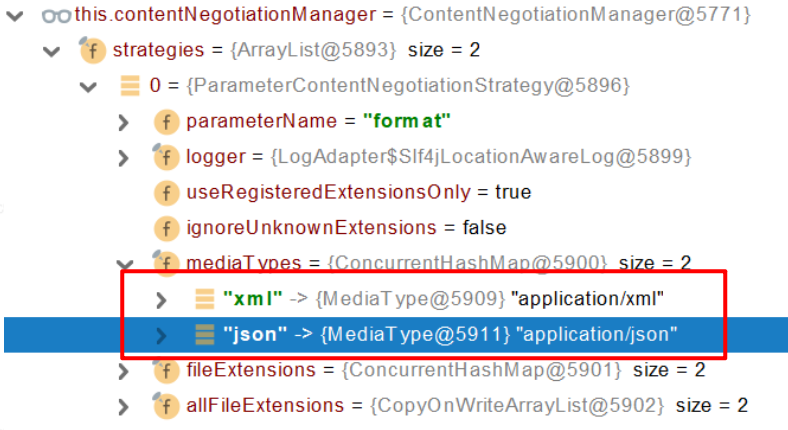 this.contentNegotiationManager = {ContentNegotiationManager@5771}
strategies = {ArrayList@5893} size = 2
0 = {ParameterContentNegotiationStrategy@5896}
f parameterName = "format"
f logger = {LogAdapter$Slf4jLocationAwareLog@5899}
f useRegisteredExtensionsOnly = true
f ignoreUnknownExtensions = false
f mediaTypes = {ConcurrentHashMap@5900} size = 2
"xml" -> {MediaType@5909} "application/xml"
"json" -> {MediaType@5911} "application/json"
f fileExtensions = {ConcurrentHashMap@5901} size = 2
f allFileExtensions = {CopyOnWriteArrayList@5902} size = 2